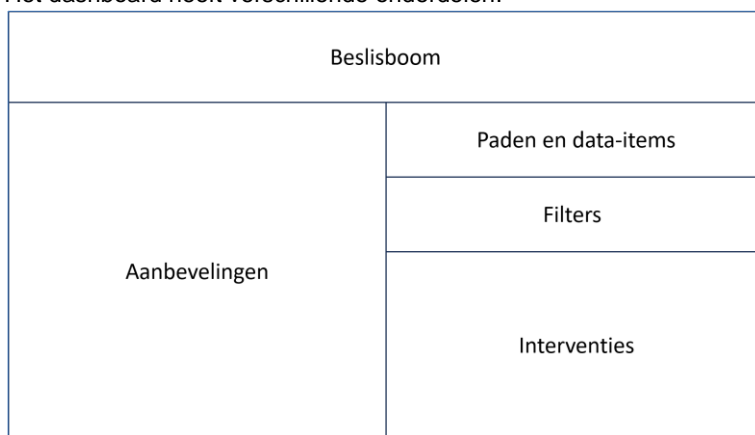 Het dashboard heeft verschillende onderdelen:
Beslisboom
Paden en data-items
Filters
Aanbevelingen
Interventies